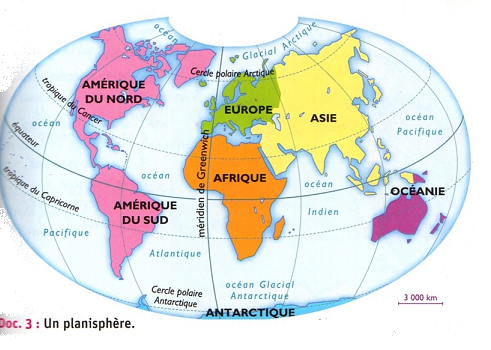 océan
Glacial Arctique
Cercle polaire Arctique
AMÉRIQUE
DU NORD
EUROPE
ASIE
tropique du Cancer
océan
océan
Pacifique
équateur
méridien de Greenwich
océan
AFRIQUE
océan
OCÉANIE
tropique du Capricorne
AMÉRIQUE
DU SUD
Indien
Pacifique
Atlantique
Cercle polaire
Antarctique
océan Glacial
Antarctique
3 000 km
ANTARCTIQUE
Doc. 3 : Un planisphère.